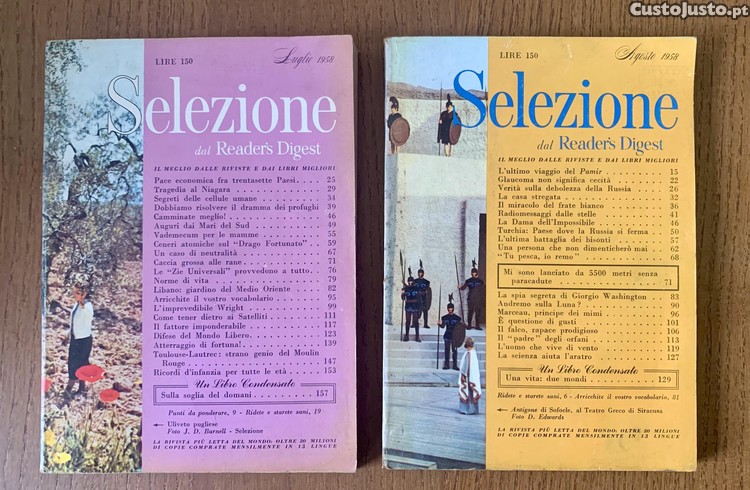 CustoJusto.pt
LIRE 150
Luglio 1958
Selezione
dal Reader's Digest
IL MEGLIO DALLE RIVISTE E DAI LIBRI MIGLIORI
Pace economica fra trentasette Paesi. . . 25
Tragedia al Niagara . . . . . . . . . . 29
Segreti delle cellule umane . . . . . . . 34
Dobbiamo risolvere il dramma dei profughi 39
Camminate meglio! . . . . . . . . . . 46
Auguri dai Mari del Sud . . . . . . . . 49
Vademecum per le mamme . . . . . . . 55
Ceneri atomiche sul "Drago Fortunato" . . 59
Un caso di neutralità . . . . . . . . . . 67
Caccia grossa alle rane . . . . . . . . . 71
Le "Zie Universali" provvedono a tutto. . 76
Norme di vita . . . . . . . . . . . . . 79
Libano: giardino del Medio Oriente . . . 82
Arricchite il vostro vocabolario . . . . . 95
L'imprevedibile Wright . . . . . . . . . 99
Come tener dietro ai Satelliti . . . . . . 111
Il fattore imponderabile . . . . . . . . 117
Difese del Mondo Libero. . . . . . . . 123
Atterraggio di fortuna! . . . . . . . . . 139
Toulouse-Lautrec: strano genio del Moulin
Rouge . . . . . . . . . . . . . . . . 147
Ricordi d'infanzia per tutte le età . . . . 153
Un Libro Condensato
Sulla soglia del domani . . . . . . . . . 157
Punti da ponderare, 9 - Ridete e starete sani, 19
← Uliveto pugliese
Foto J. D. Barnell - Selezione
LA RIVISTA PIÙ LETTA DEL MONDO: OLTRE 30 MILIONI
DI COPIE COMPRATE MENSILMENTE IN 13 LINGUE
LIRE 150
Agosto 1958
Selezione
dal Reader's Digest
IL MEGLIO DALLE RIVISTE E DAI LIBRI MIGLIORI
L'ultimo viaggio del Pamir . . . . . . . 15
Glaucoma non significa cecità . . . . . . 22
Verità sulla debolezza della Russia . . . . 26
La casa stregata . . . . . . . . . . . . 32
Il miracolo del frate bianco . . . . . . . 36
Radiomessaggi dalle stelle . . . . . . . 41
La Dama dell'Impossibile . . . . . . . . 46
Turchia: Paese dove la Russia si ferma . . 50
L'ultima battaglia dei bisonti . . . . . . 57
Una persona che non dimenticherò mai . . 62
"Tu pesca, io remo" . . . . . . . . . . 68
Mi sono lanciato da 5500 metri senza
paracadute . . . . . . . . . . . . . 71
La spia segreta di Giorgio Washington . . 83
Andremo sulla Luna? . . . . . . . . . . 90
Marceau, principe dei mimi . . . . . . . 96
È questione di gusti . . . . . . . . . . 101
Il falco, rapace prodigioso . . . . . . . 106
Il "padre" degli orfani . . . . . . . . . 113
L'uomo che vive di vento . . . . . . . . 119
La scienza aiuta l'aratro . . . . . . . . 127
Un Libro Condensato
Una vita: due mondi . . . . . . . . . . 129
Ridete e starete sani, 6 - Arricchite il vostro vocabolario, 81
← Antigone di Sofocle, al Teatro Greco di Siracusa
Foto D. Edwards
LA RIVISTA PIÙ LETTA DEL MONDO: OLTRE 30 MILIONI
DI COPIE COMPRATE MENSILMENTE IN 13 LINGUE